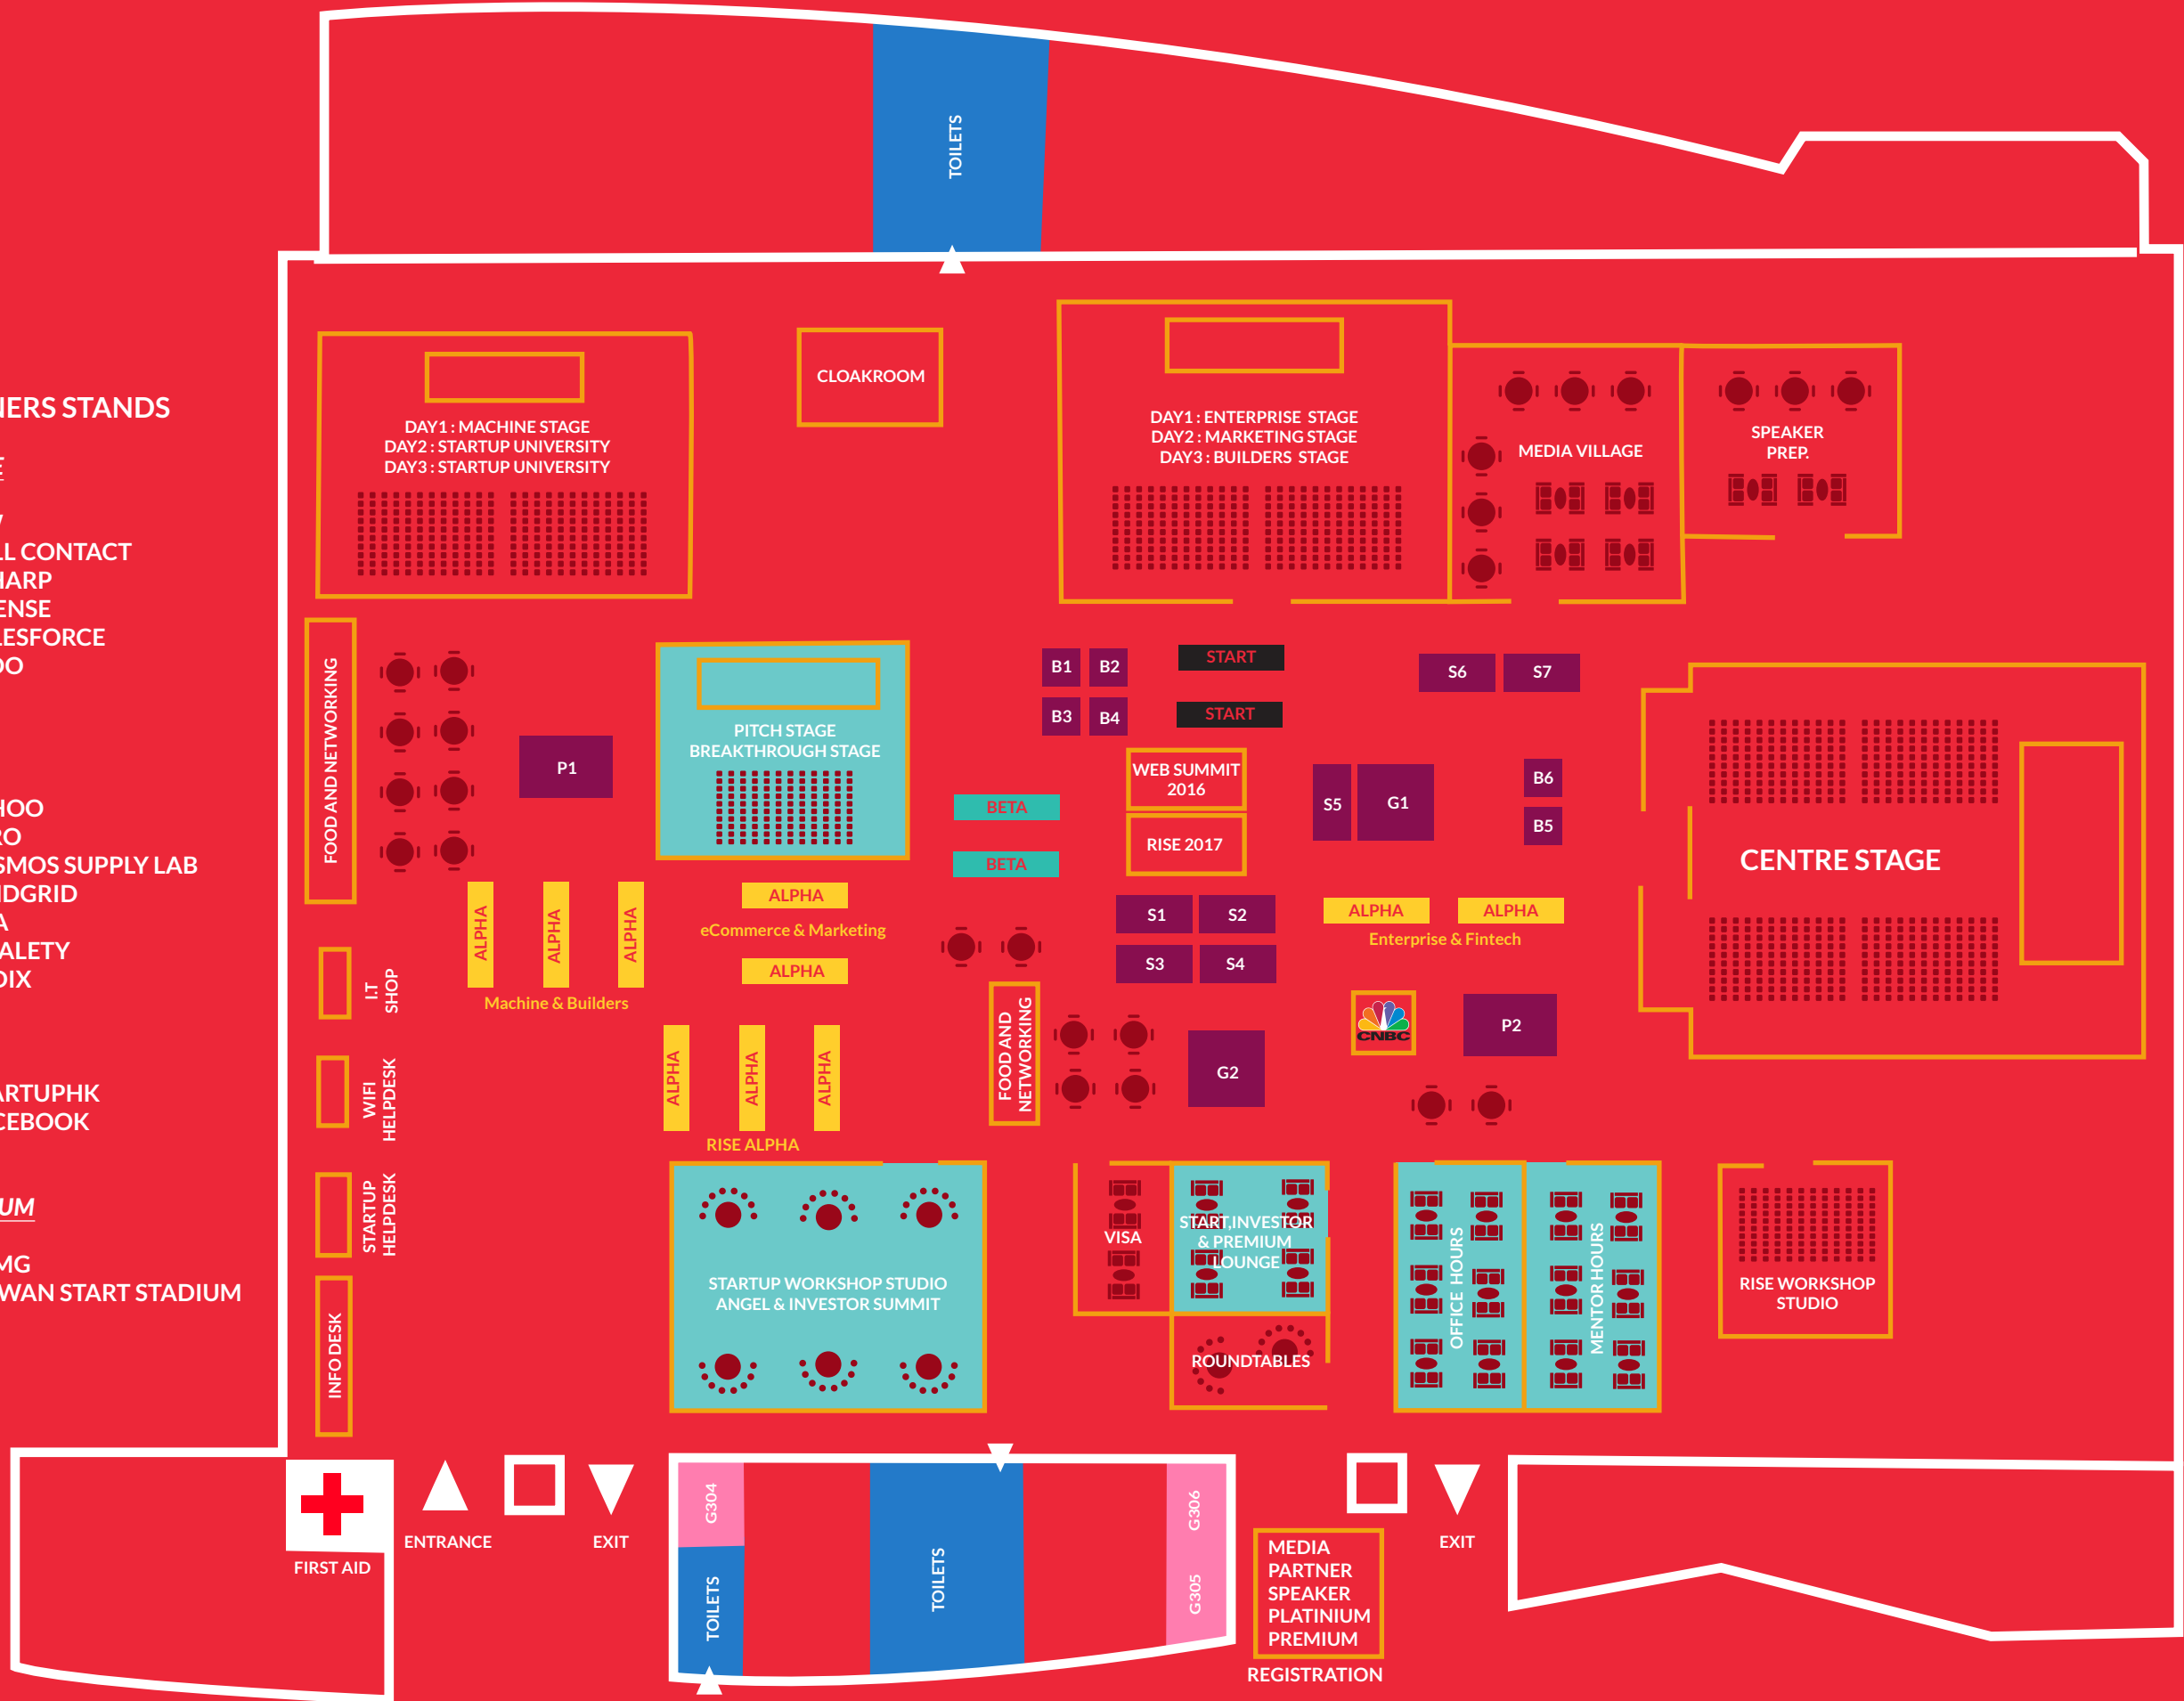 TOILETS
NERS STANDS
LL CONTACT
HARP
ENSE
LESFORCE
DO
HOO
RO
SMOS SUPPLY LAB
NDGRID
A
ALETY
DIX
ARTUPHK
CEBOOK
UM
MG
WAN START STADIUM
DAY1 : MACHINE STAGE
DAY2 : STARTUP UNIVERSITY
DAY3 : STARTUP UNIVERSITY
CLOAKROOM
DAY1 : ENTERPRISE STAGE
DAY2 : MARKETING STAGE
DAY3 : BUILDERS STAGE
MEDIA VILLAGE
SPEAKER
PREP.
FOOD AND NETWORKING
P1
PITCH STAGE
BREAKTHROUGH STAGE
B1
B2
B3
B4
START
START
S6
S7
WEB SUMMIT
2016
RISE 2017
BETA
BETA
S5
G1
B6
B5
CENTRE STAGE
ALPHA
ALPHA
ALPHA
Machine & Builders
ALPHA
eCommerce & Marketing
ALPHA
S1
S2
S3
S4
ALPHA
ALPHA
Enterprise & Fintech
I.T
SHOP
WIFI
HELPDESK
STARTUP
HELPDESK
INFO DESK
ALPHA
ALPHA
ALPHA
RISE ALPHA
FOOD AND
NETWORKING
G2
CNBC
P2
STARTUP WORKSHOP STUDIO
ANGEL & INVESTOR SUMMIT
VISA
START,INVESTOR
& PREMIUM
LOUNGE
ROUNDTABLES
OFFICE HOURS
MENTOR HOURS
RISE WORKSHOP
STUDIO
FIRST AID
ENTRANCE
EXIT
G304
TOILETS
TOILETS
G306
G305
MEDIA
PARTNER
SPEAKER
PLATINIUM
PREMIUM
REGISTRATION
EXIT